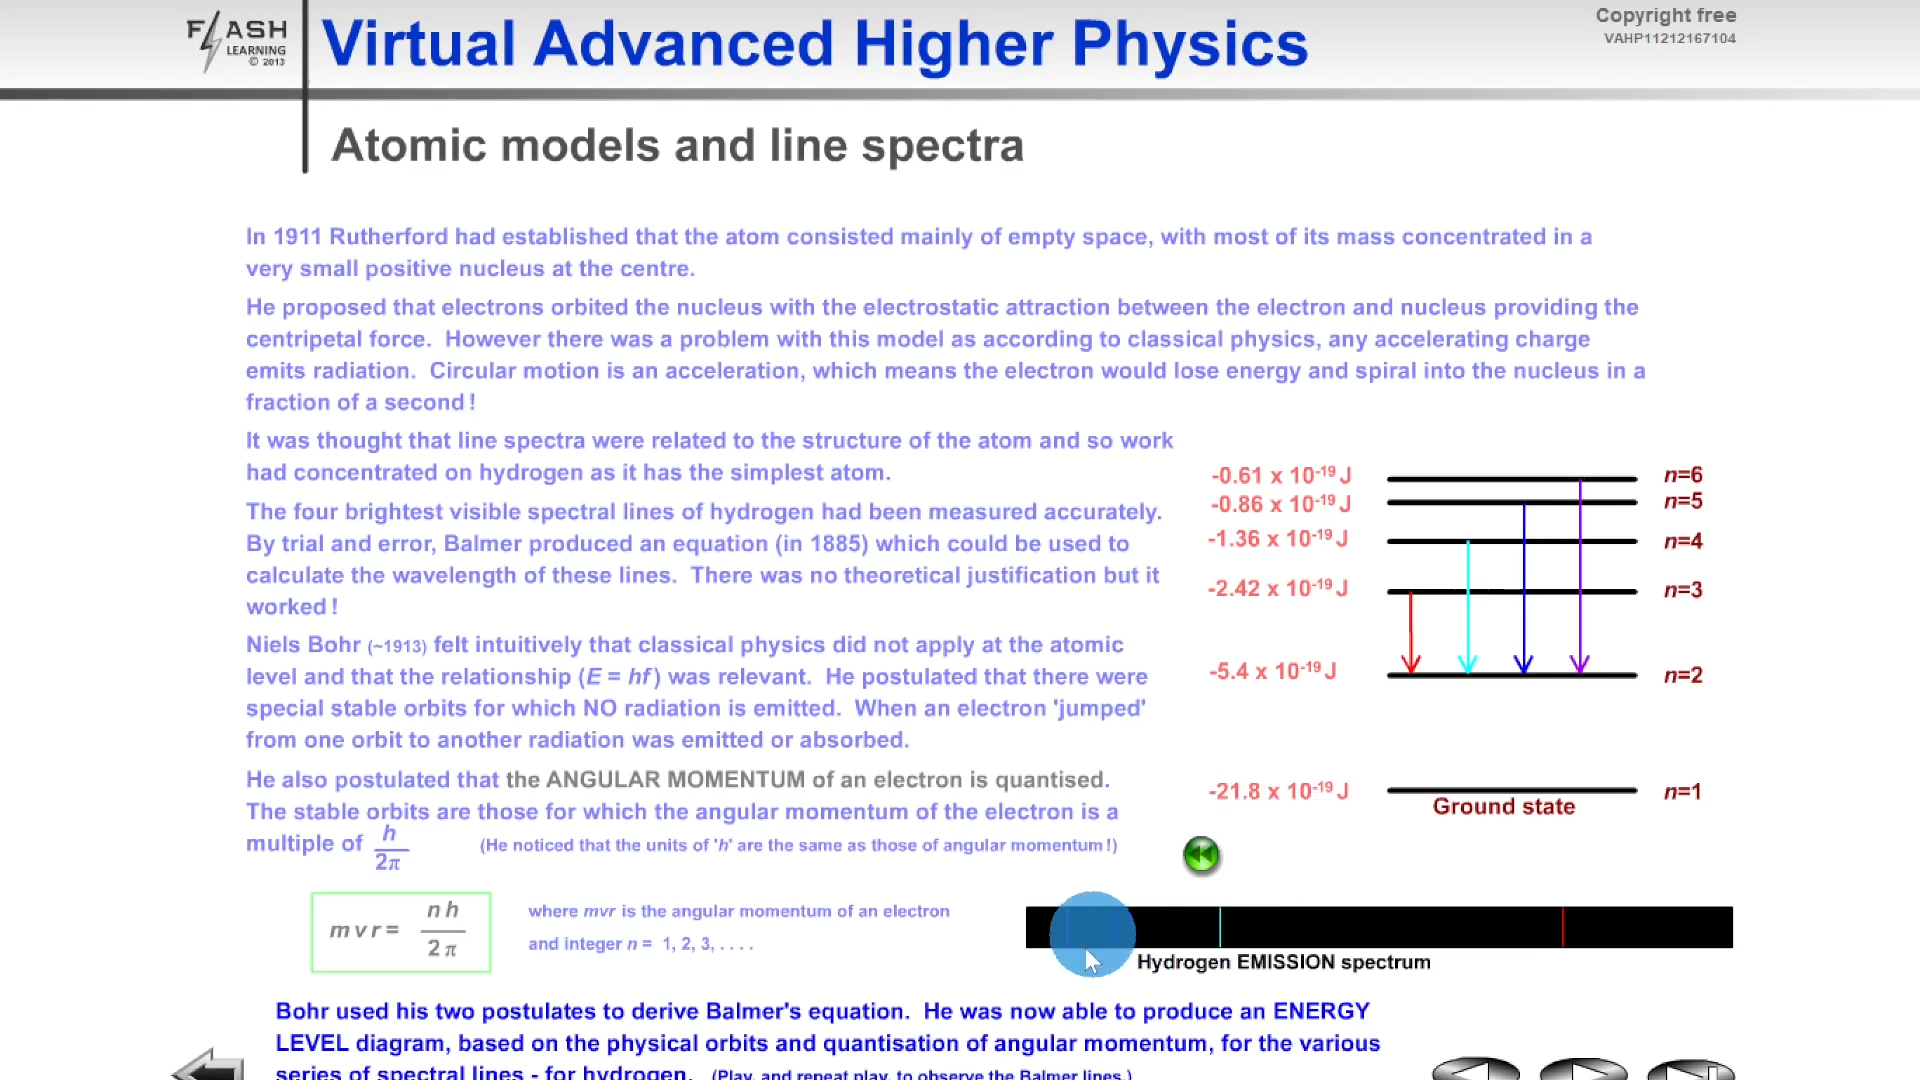 FLASH
LEARNING
© 2013
Virtual Advanced Higher Physics
Copyright free
VAHP11212167104
Atomic models and line spectra
In 1911 Rutherford had established that the atom consisted mainly of empty space, with most of its mass concentrated in a
very small positive nucleus at the centre.
He proposed that electrons orbited the nucleus with the electrostatic attraction between the electron and nucleus providing the
centripetal force. However there was a problem with this model as according to classical physics, any accelerating charge
emits radiation. Circular motion is an acceleration, which means the electron would lose energy and spiral into the nucleus in a
fraction of a second !
It was thought that line spectra were related to the structure of the atom and so work
had concentrated on hydrogen as it has the simplest atom.
The four brightest visible spectral lines of hydrogen had been measured accurately.
By trial and error, Balmer produced an equation (in 1885) which could be used to
calculate the wavelength of these lines. There was no theoretical justification but it
worked !
Niels Bohr (~1913) felt intuitively that classical physics did not apply at the atomic
level and that the relationship (E = hf) was relevant. He postulated that there were
special stable orbits for which NO radiation is emitted. When an electron 'jumped'
from one orbit to another radiation was emitted or absorbed.
He also postulated that the ANGULAR MOMENTUM of an electron is quantised.
The stable orbits are those for which the angular momentum of the electron is a
multiple of h/2π (He noticed that the units of 'h' are the same as those of angular momentum !)
mvr = nh/2π
where mvr is the angular momentum of an electron
and integer n = 1, 2, 3, . . . .
-0.61 x 10⁻¹⁹ J n=6
-0.86 x 10⁻¹⁹ J n=5
-1.36 x 10⁻¹⁹ J n=4
-2.42 x 10⁻¹⁹ J n=3
-5.4 x 10⁻¹⁹ J n=2
-21.8 x 10⁻¹⁹ J n=1
Ground state
Hydrogen EMISSION spectrum
Bohr used his two postulates to derive Balmer's equation. He was now able to produce an ENERGY
LEVEL diagram, based on the physical orbits and quantisation of angular momentum, for the various
series of spectral lines - for hydrogen. (Play, and repeat play, to observe the Balmer lines.)